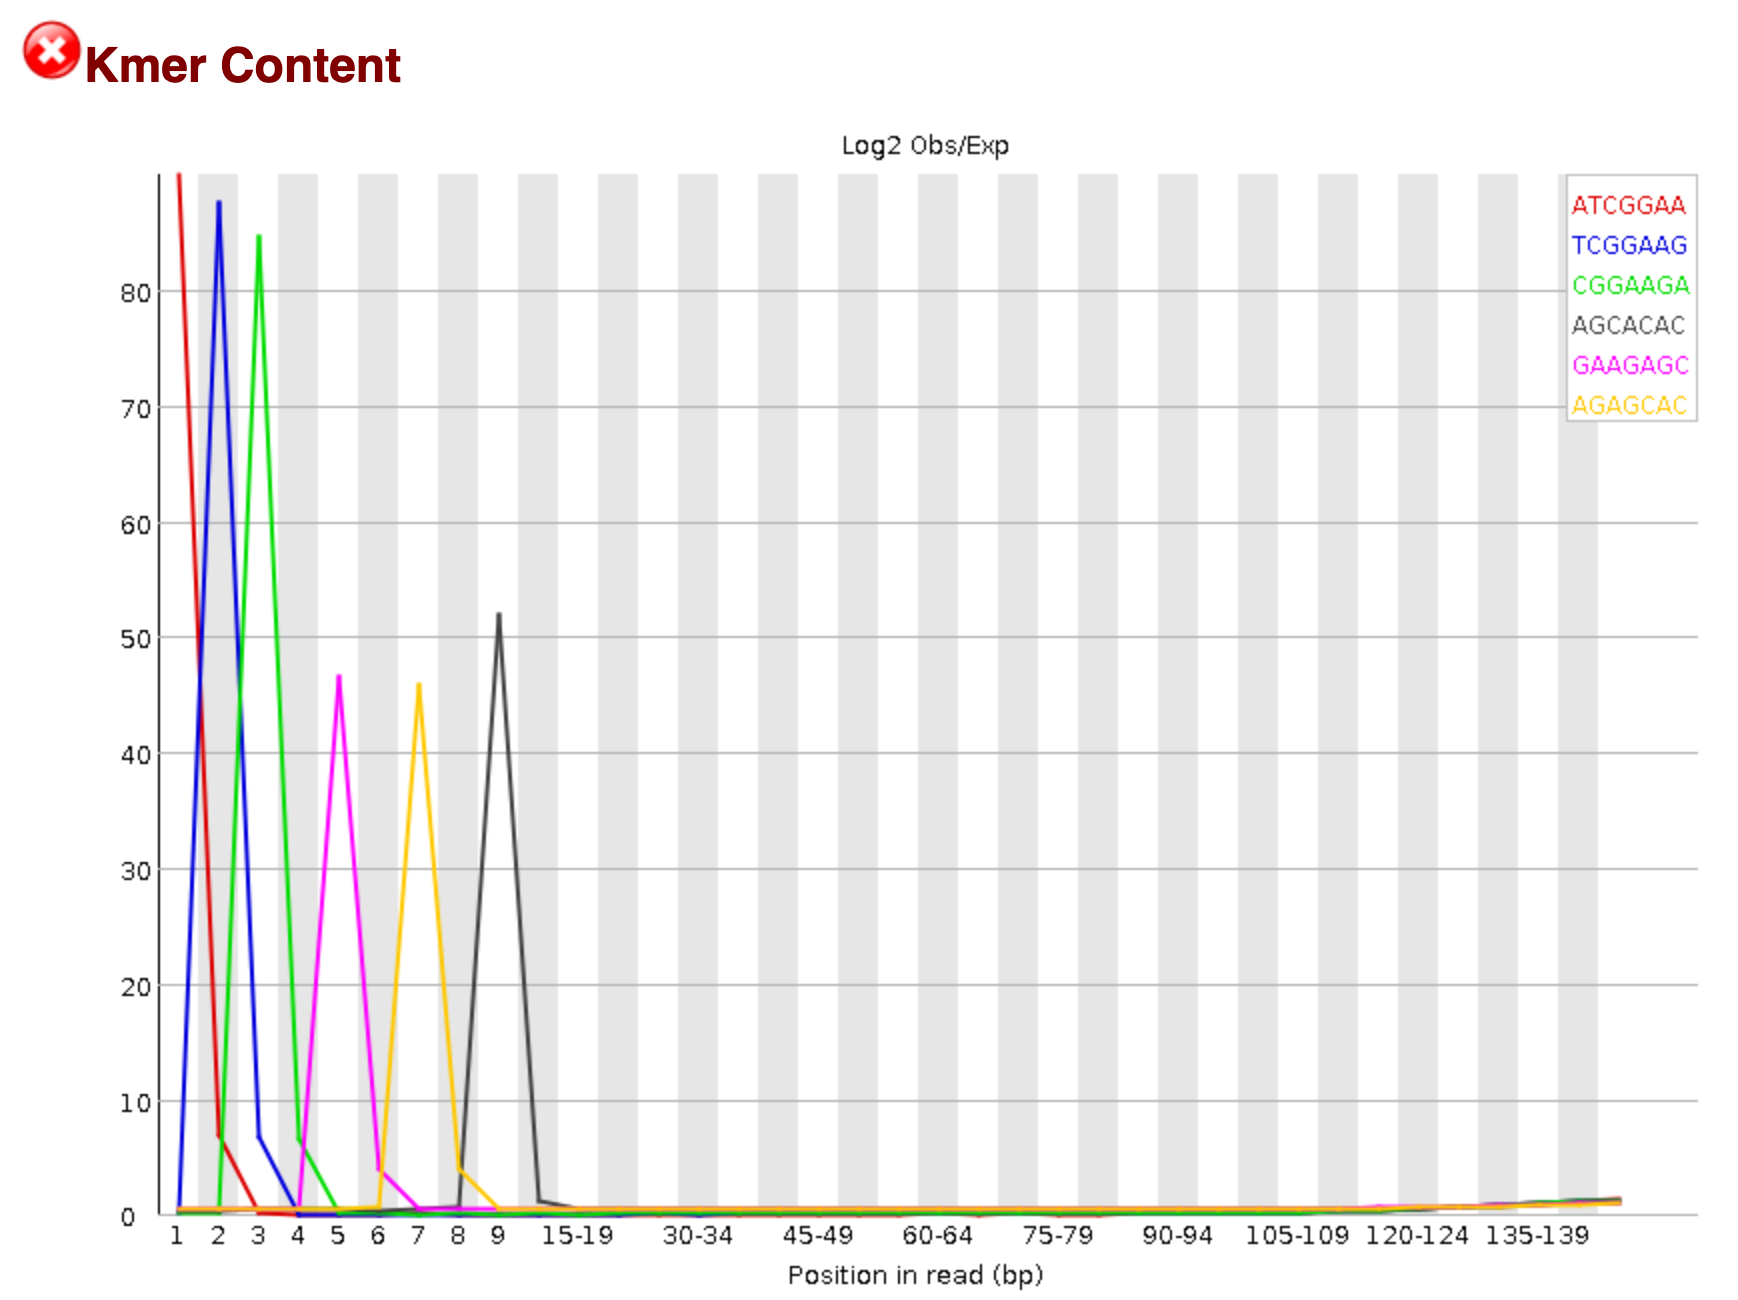 Kmer Content
Log2 Obs/Exp
ATCGGAA
TCGGAAG
CGGAAGA
AGCACAC
GAAGAGC
AGAGCAC
80
70
60
50
40
30
20
10
0
1 2 3 4 5 6 7 8 9 15-19 30-34 45-49 60-64 75-79 90-94 105-109 120-124 135-139
Position in read (bp)